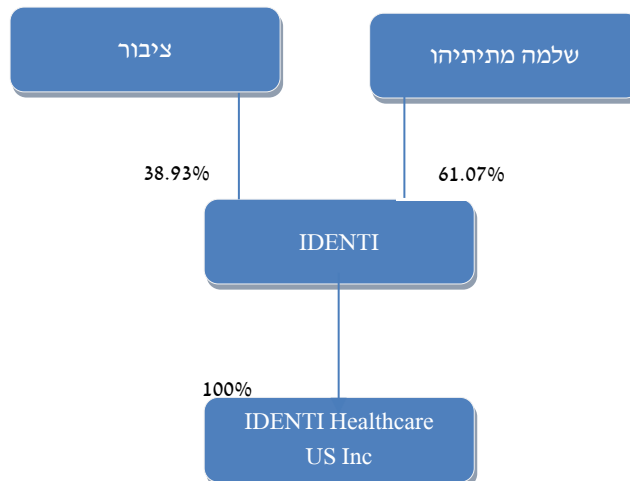 שלמה מתיתיהו
ציבור
61.07%
38.93%
IDENTI
100%
IDENTI Healthcare
US Inc